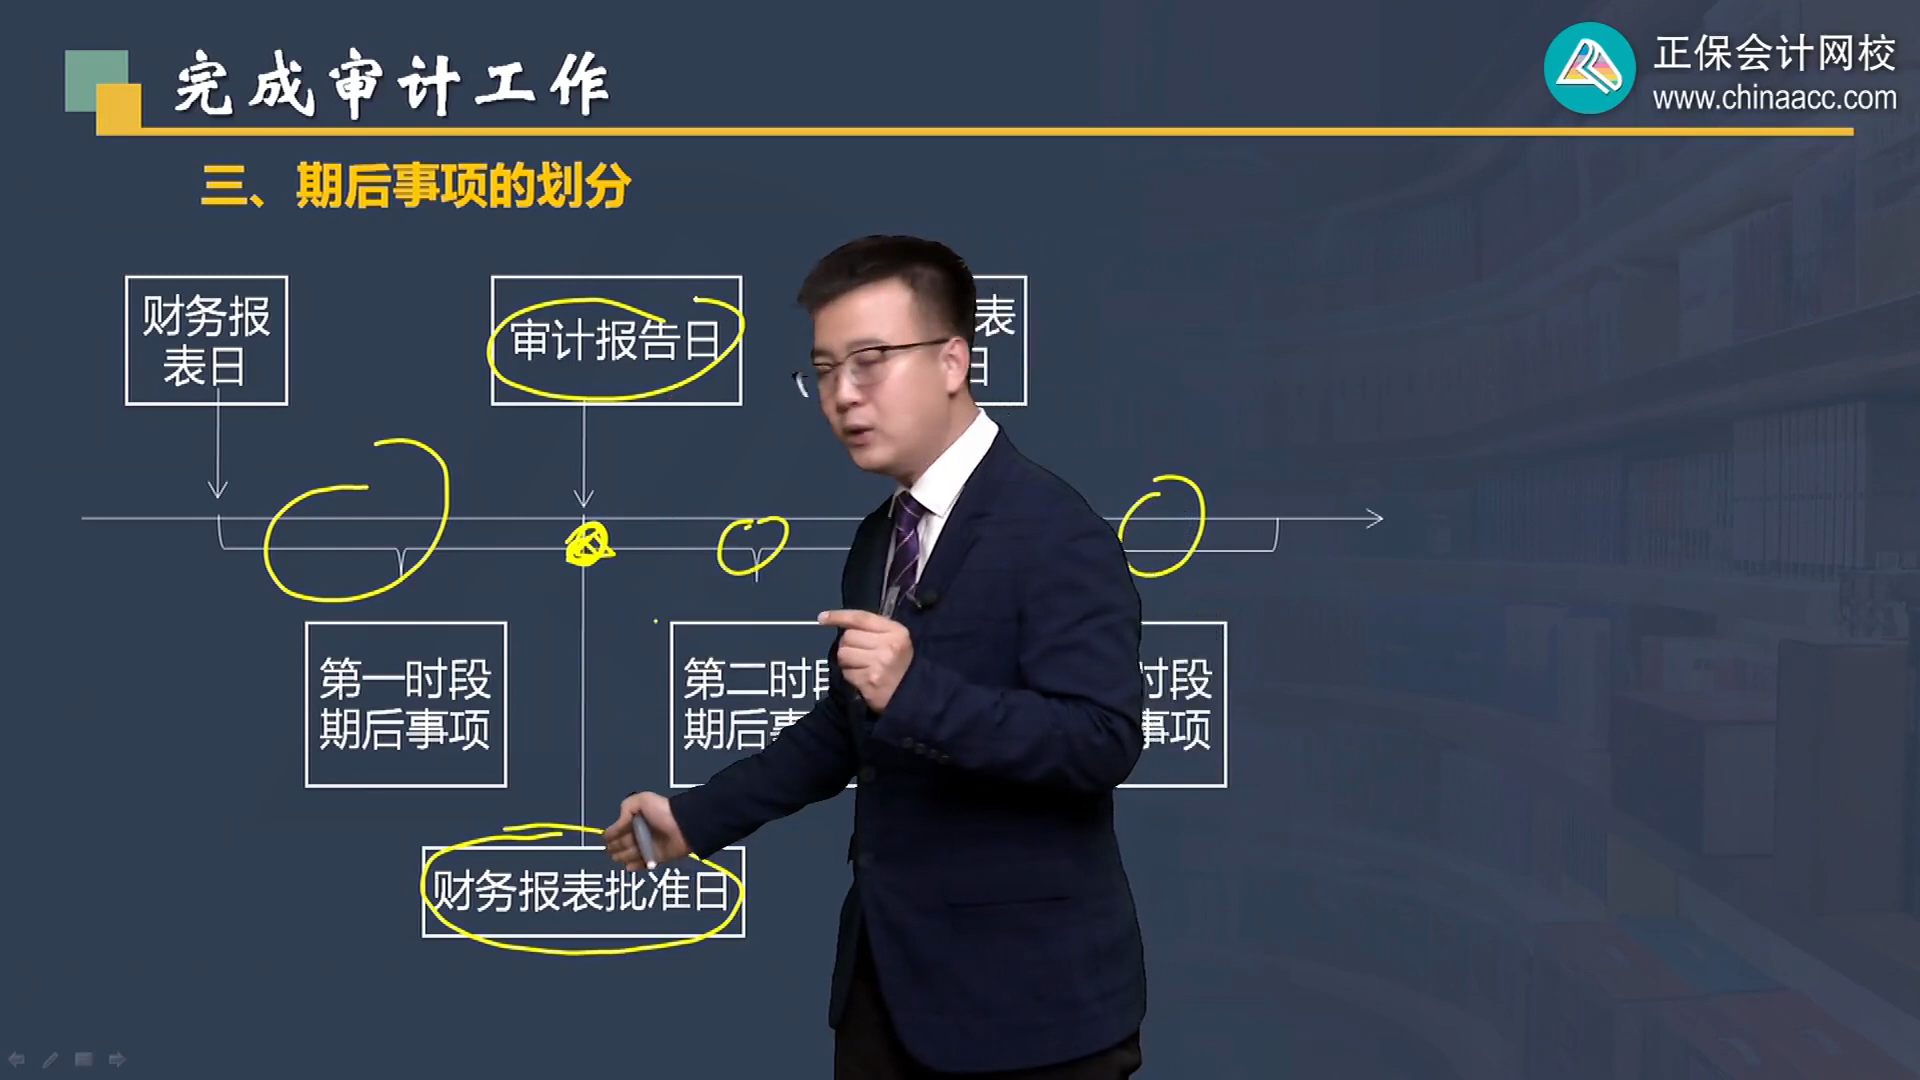 完成审计工作
正保会计网校
www.chinaacc.com
三、期后事项的划分
财务报
表日
审计报告日
表
日
第一时段
期后事项
第二时段
期后事
时段
事项
财务报表批准日